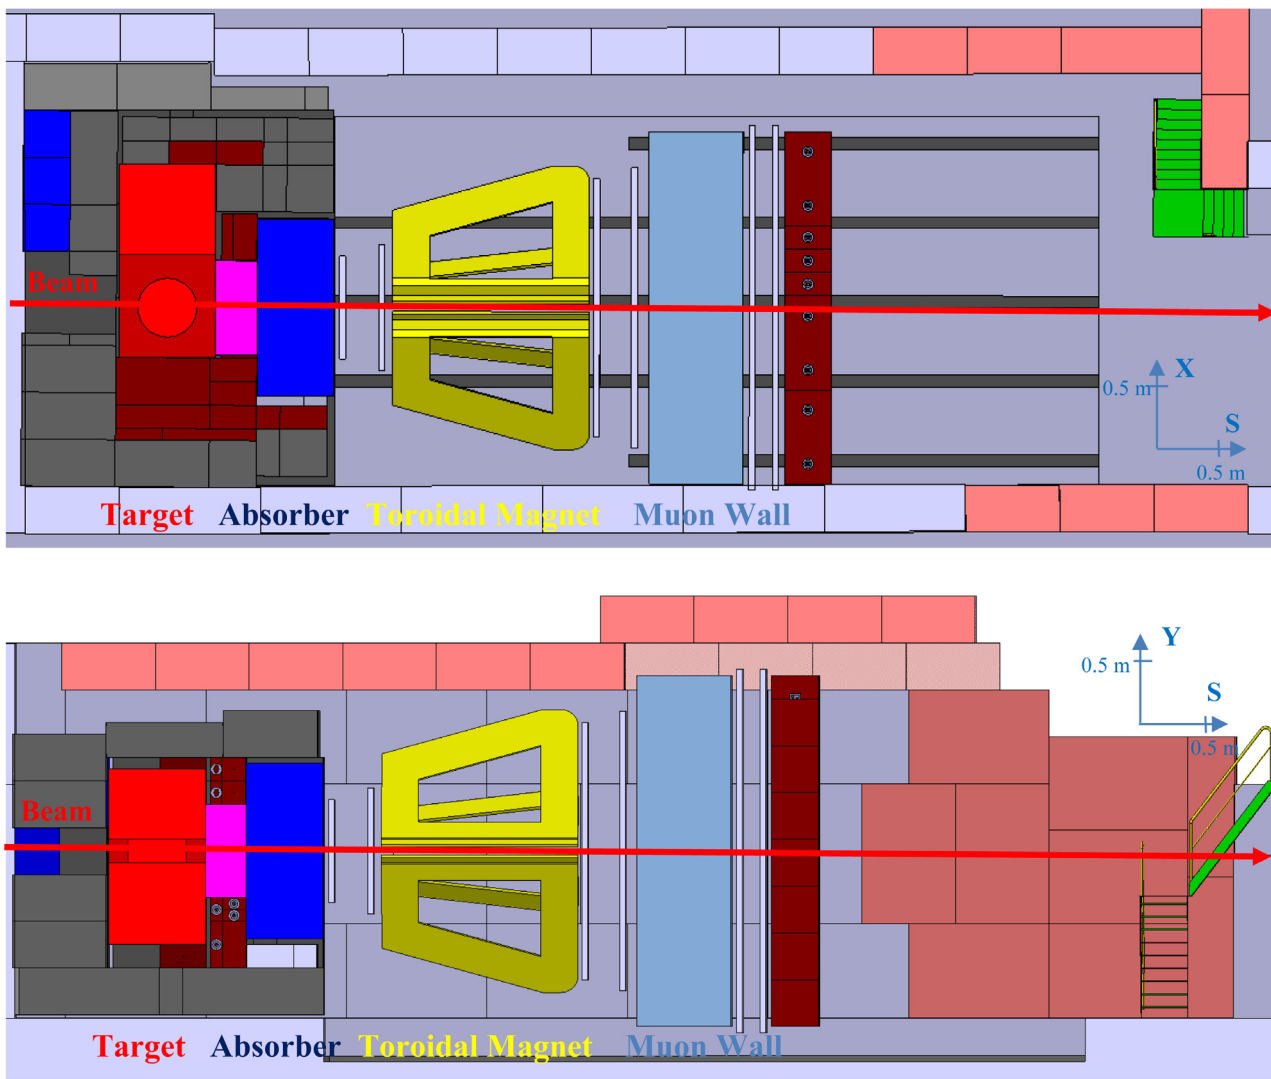 Beam
X
0.5 m
S
0.5 m
Target Absorber Toroidal Magnet Muon Wall
Y
0.5 m
S
0.5 m
Beam
Target Absorber Toroidal Magnet Muon Wall